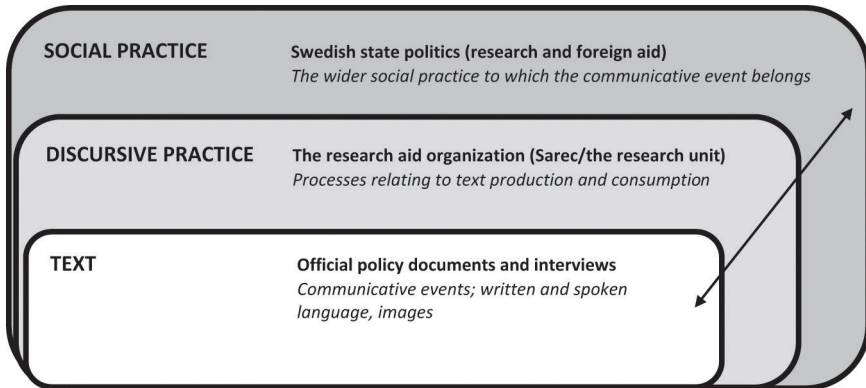 SOCIAL PRACTICE
Swedish state politics (research and foreign aid)
The wider social practice to which the communicative event belongs
DISCURSIVE PRACTICE
The research aid organization (Sarec/the research unit)
Processes relating to text production and consumption
TEXT
Official policy documents and interviews
Communicative events; written and spoken
language, images